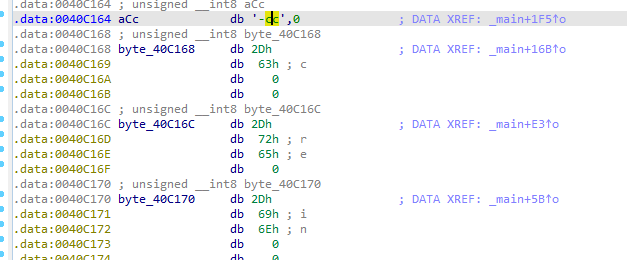 .data:0040C164 ; unsigned __int8 aCc
.data:0040C164 aCc db '-cc',0 ; DATA XREF: _main+1F5↑o
.data:0040C168 ; unsigned __int8 byte_40C168
.data:0040C168 byte_40C168 db 2Dh ; DATA XREF: _main+16B↑o
.data:0040C169 db 63h ; c
.data:0040C16A db 0
.data:0040C16B db 0
.data:0040C16C ; unsigned __int8 byte_40C16C
.data:0040C16C byte_40C16C db 2Dh ; DATA XREF: _main+E3↑o
.data:0040C16D db 72h ; r
.data:0040C16E db 65h ; e
.data:0040C16F db 0
.data:0040C170 ; unsigned __int8 byte_40C170
.data:0040C170 byte_40C170 db 2Dh ; DATA XREF: _main+5B↑o
.data:0040C171 db 69h ; i
.data:0040C172 db 6Eh ; n
.data:0040C173 db 0
.data:0040C174 db 0